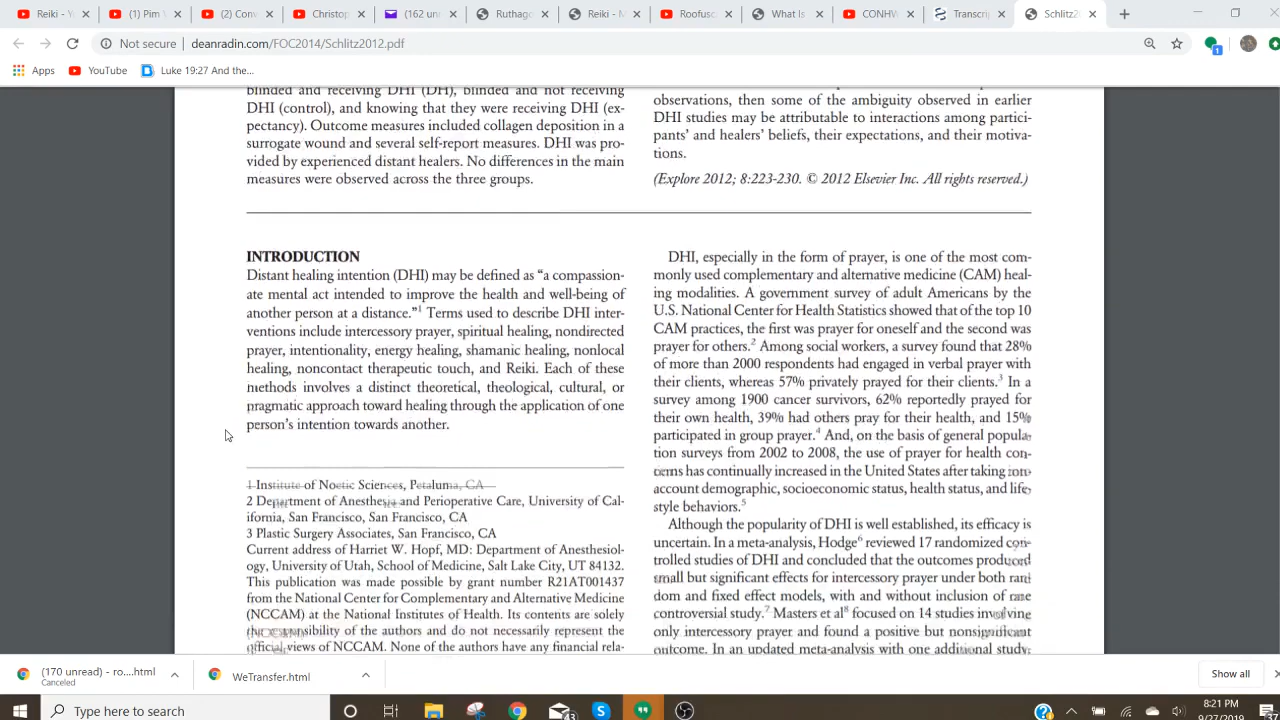 Reiki - Y
(1) Pim
(2) Con
Christop
(162 un
Ruthago
Reiki - M
Roofus
What Is
CONHW
Transcrip
Schlitz2
Not secure
deanradin.com/FOC2014/Schlitz2012.pdf
Apps
YouTube
Luke 19:27 And the...
blinded and receiving DHI (DH), blinded and not receiving
DHI (control), and knowing that they were receiving DHI (ex-
pectancy). Outcome measures included collagen deposition in a
surrogate wound and several self-report measures. DHI was pro-
vided by experienced distant healers. No differences in the main
measures were observed across the three groups.
observations, then some of the ambiguity observed in earlier
DHI studies may be attributable to interactions among partici-
pants' and healers' beliefs, their expectations, and their motiva-
tions.
(Explore 2012; 8:223-230. © 2012 Elsevier Inc. All rights reserved.)
INTRODUCTION
Distant healing intention (DHI) may be defined as "a compassion-
ate mental act intended to improve the health and well-being of
another person at a distance."1 Terms used to describe DHI inter-
ventions include intercessory prayer, spiritual healing, nondirected
prayer, intentionality, energy healing, shamanic healing, nonlocal
healing, noncontact therapeutic touch, and Reiki. Each of these
methods involves a distinct theoretical, theological, cultural, or
pragmatic approach toward healing through the application of one
person's intention towards another.
1 Institute of Noetic Sciences, Petaluma, CA
2 Department of Anesthesia and Perioperative Care, University of Cal-
ifornia, San Francisco, San Francisco, CA
3 Plastic Surgery Associates, San Francisco, CA
Current address of Harriet W. Hopf, MD: Department of Anesthesiol-
ogy, University of Utah, School of Medicine, Salt Lake City, UT 84132.
This publication was made possible by grant number R21AT001437
from the National Center for Complementary and Alternative Medicine
(NCCAM) at the National Institutes of Health. Its contents are solely
the responsibility of the authors and do not necessarily represent the
official views of NCCAM. None of the authors have any financial rela-
DHI, especially in the form of prayer, is one of the most com-
monly used complementary and alternative medicine (CAM) heal-
ing modalities. A government survey of adult Americans by the
U.S. National Center for Health Statistics showed that of the top 10
CAM practices, the first was prayer for oneself and the second was
prayer for others.2 Among social workers, a survey found that 28%
of more than 2000 respondents had engaged in verbal prayer with
their clients, whereas 57% privately prayed for their clients.3 In a
survey among 1900 cancer survivors, 62% reportedly prayed for
their own health, 39% had others pray for their health, and 15%
participated in group prayer.4 And, on the basis of general popula-
tion surveys from 2002 to 2008, the use of prayer for health con-
cerns has continually increased in the United States after taking into
account demographic, socioeconomic status, health status, and life-
style behaviors.5
Although the popularity of DHI is well established, its efficacy is
uncertain. In a meta-analysis, Hodge6 reviewed 17 randomized con-
trolled studies of DHI and concluded that the outcomes produced
small but significant effects for intercessory prayer under both ran-
dom and fixed effect models, with and without inclusion of one
controversial study.7 Masters et al8 focused on 14 studies involving
only intercessory prayer and found a positive but nonsignificant
outcome. In an updated meta-analysis with one additional study,
(170 unread) - ro....html
Canceled
WeTransfer.html
Show all
Type here to search
43
8:21 PM
9/27/2019